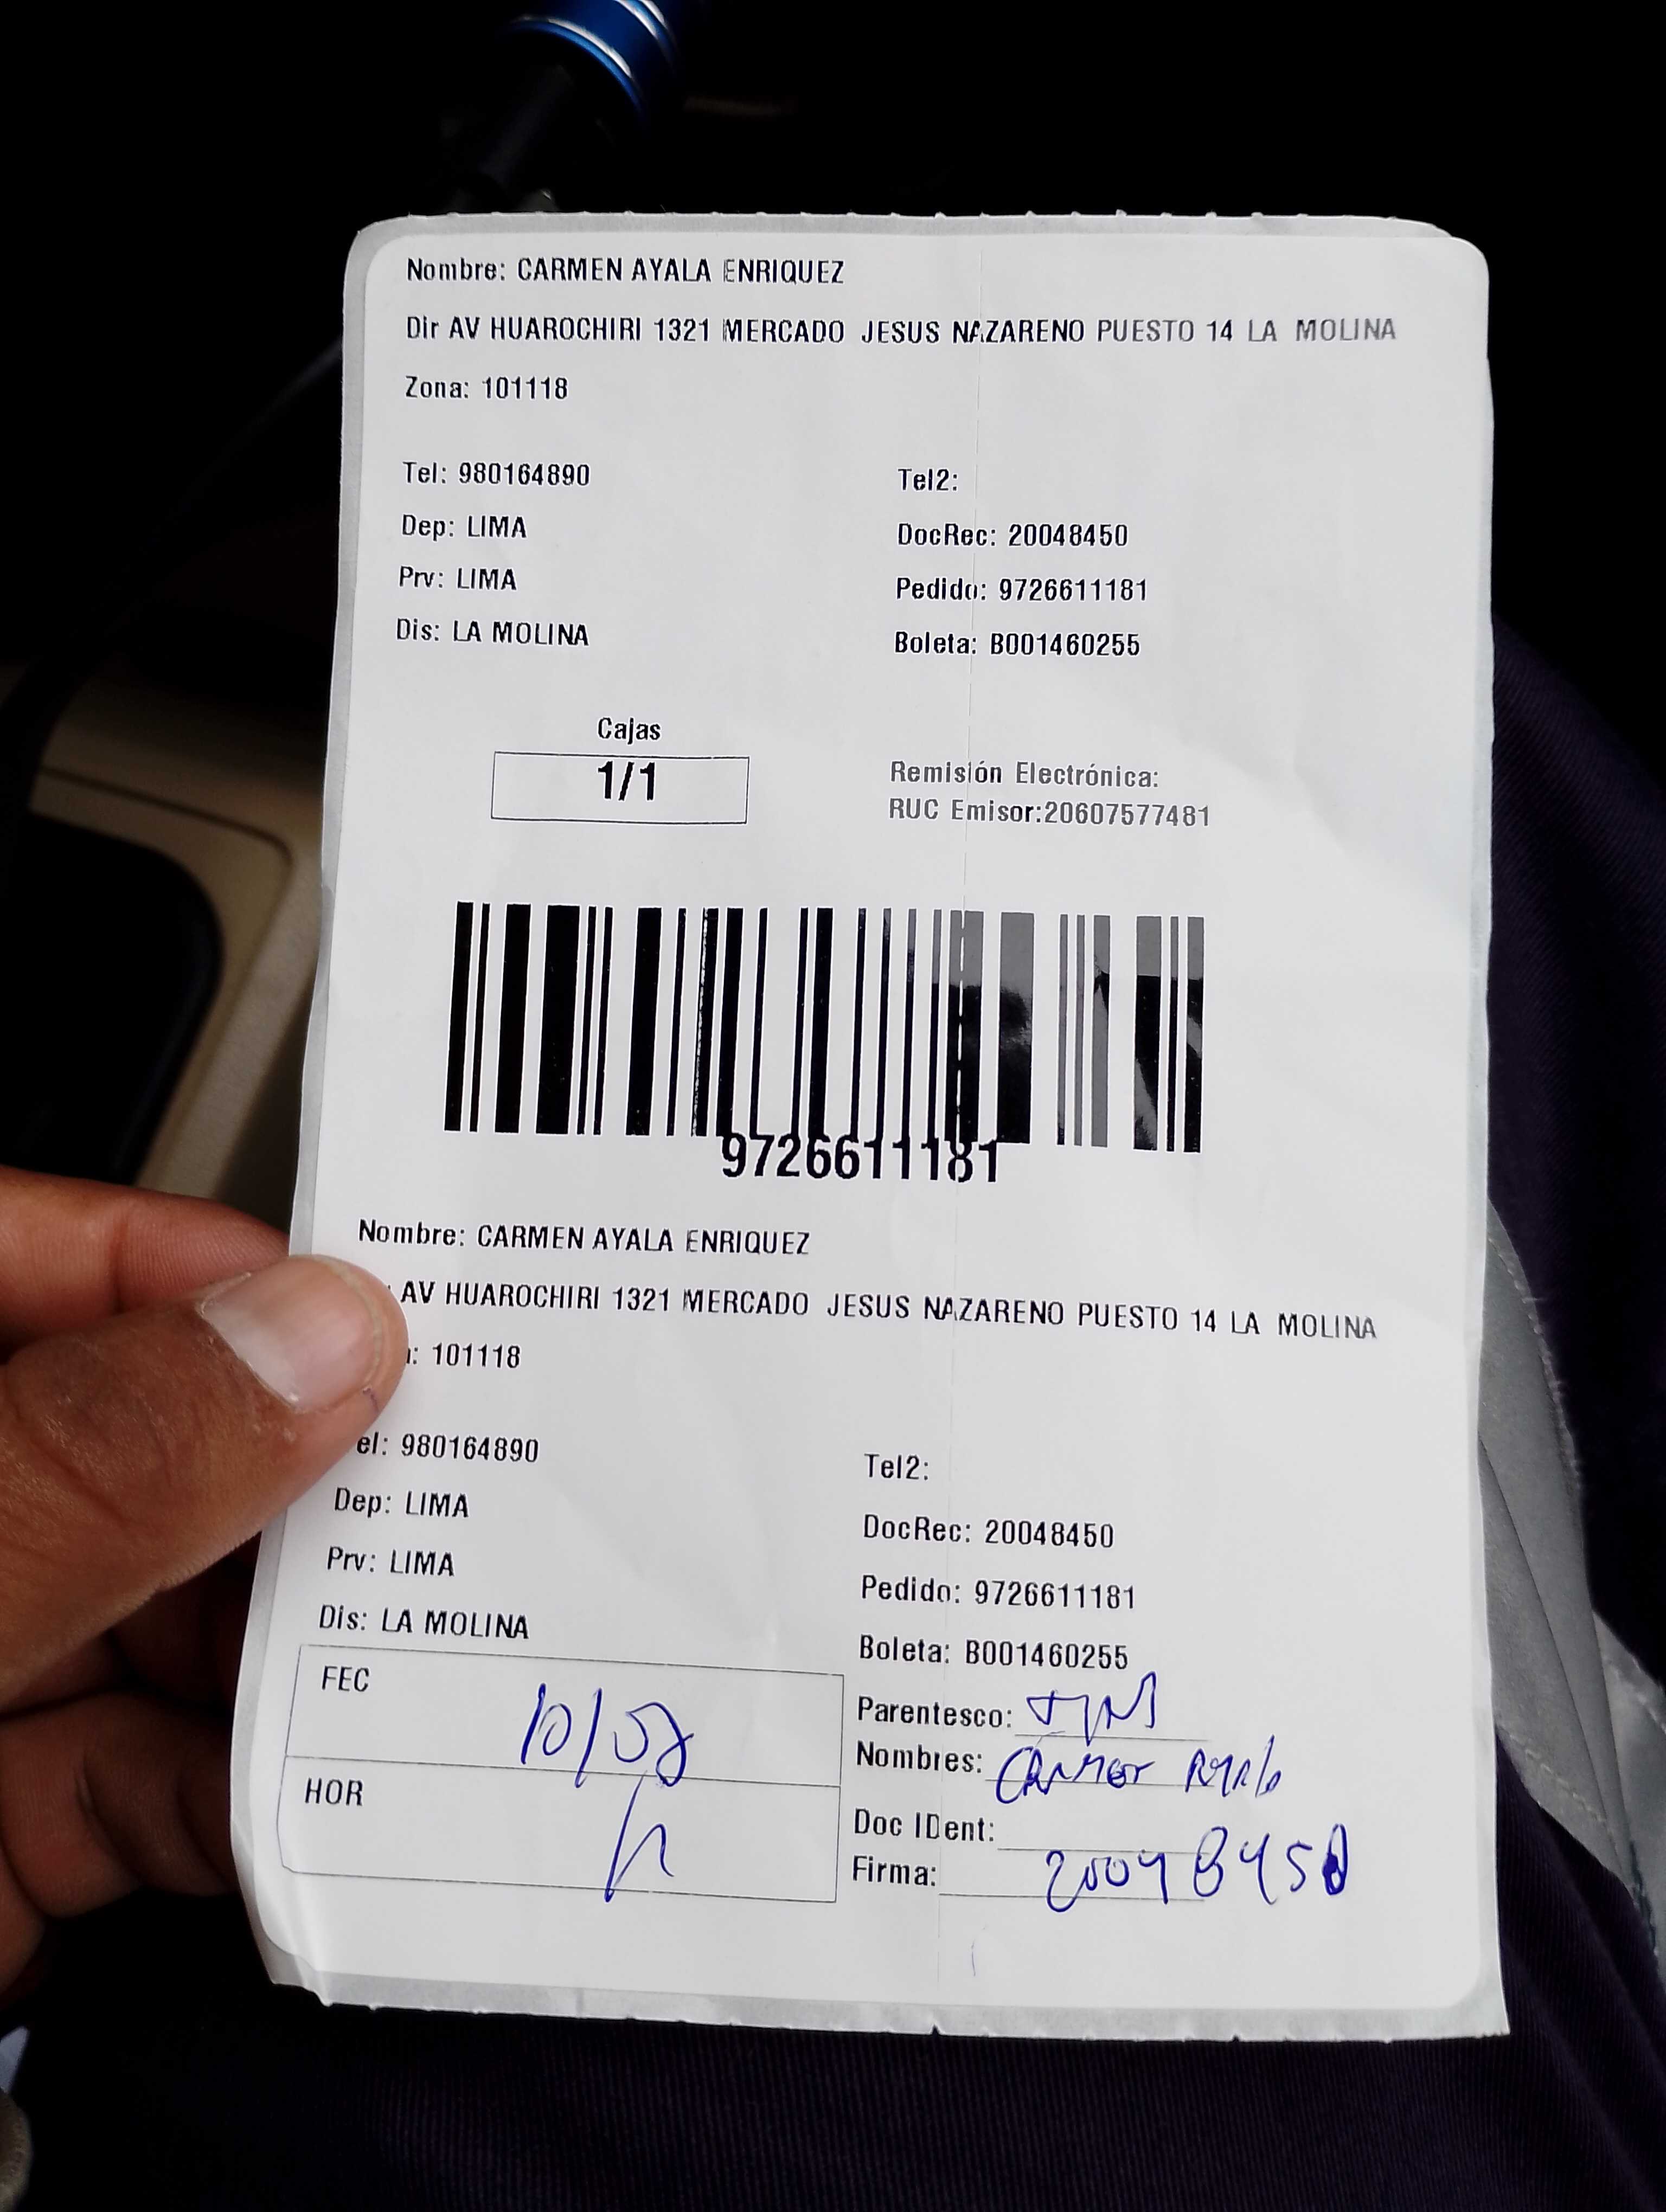 Nombre: CARMEN AYALA ENRIQUEZ
Dir AV HUAROCHIRI 1321 MERCADO JESUS NAZARENO PUESTO 14 LA MOLINA
Zona: 101118
Tel: 980164890 Tel2:
Dep: LIMA DocRec: 20048450
Prv: LIMA Pedido: 9726611181
Dis: LA MOLINA Boleta: B001460255
Cajas
1/1
Remisión Electrónica:
RUC Emisor:20607577481
9726611181
Nombre: CARMEN AYALA ENRIQUEZ
AV HUAROCHIRI 1321 MERCADO JESUS NAZARENO PUESTO 14 LA MOLINA
: 101118
el: 980164890 Tel2:
Dep: LIMA DocRec: 20048450
Prv: LIMA Pedido: 9726611181
Dis: LA MOLINA Boleta: B001460255
FEC 10/08
HOR
Parentesco:
Nombres:
Doc IDent:
Firma: 20048450